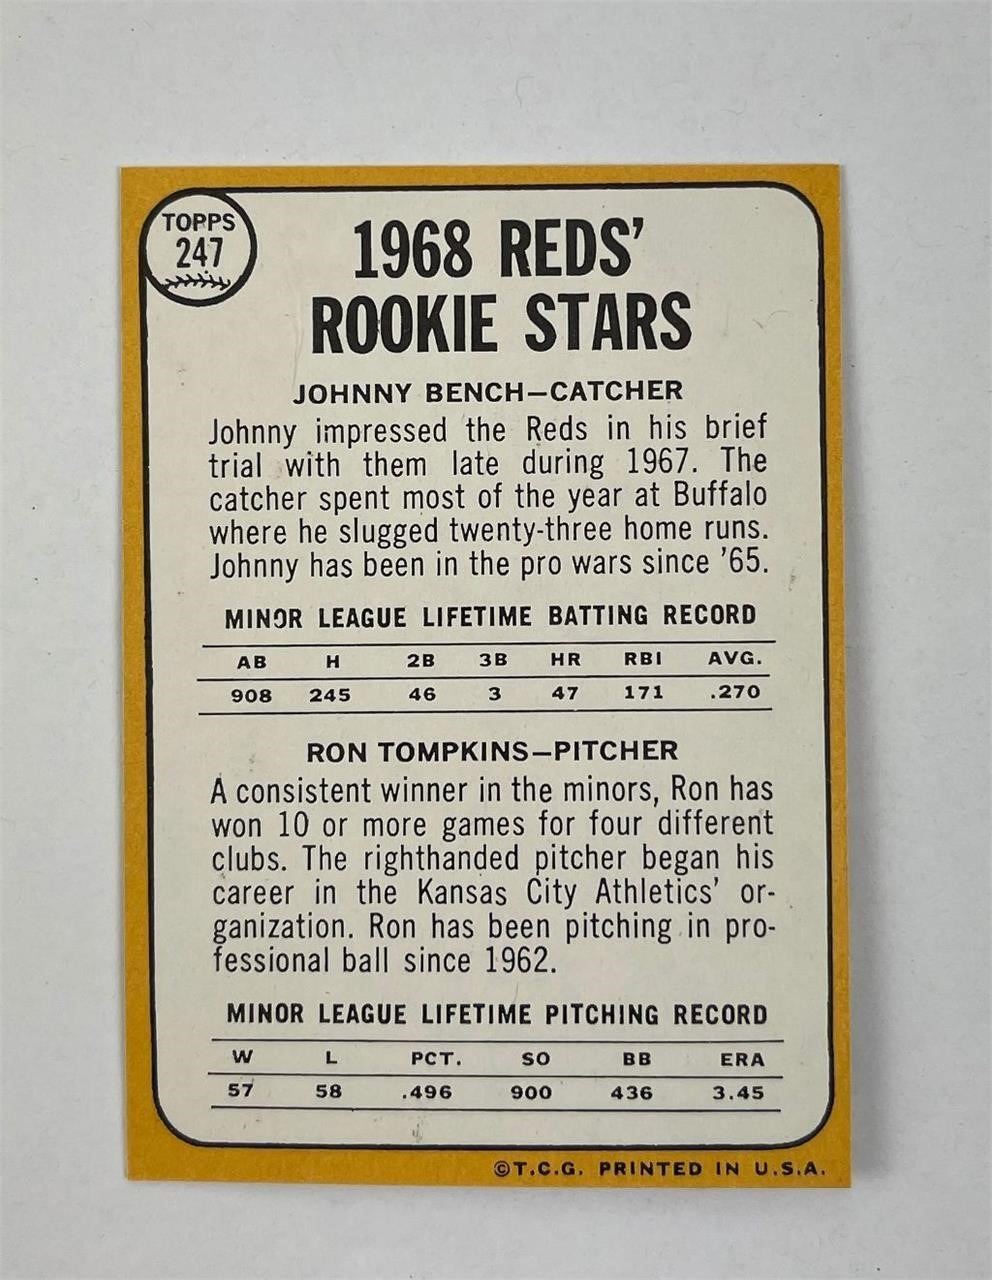 TOPPS
247
1968 REDS'
ROOKIE STARS
JOHNNY BENCH–CATCHER
Johnny impressed the Reds in his brief
trial with them late during 1967. The
catcher spent most of the year at Buffalo
where he slugged twenty-three home runs.
Johnny has been in the pro wars since '65.
MINOR LEAGUE LIFETIME BATTING RECORD
AB H 2B 3B HR RBI AVG.
908 245 46 3 47 171 .270
RON TOMPKINS–PITCHER
A consistent winner in the minors, Ron has
won 10 or more games for four different
clubs. The righthanded pitcher began his
career in the Kansas City Athletics' or-
ganization. Ron has been pitching in pro-
fessional ball since 1962.
MINOR LEAGUE LIFETIME PITCHING RECORD
W L PCT. SO BB ERA
57 58 .496 900 436 3.45
©T.C.G. PRINTED IN U.S.A.